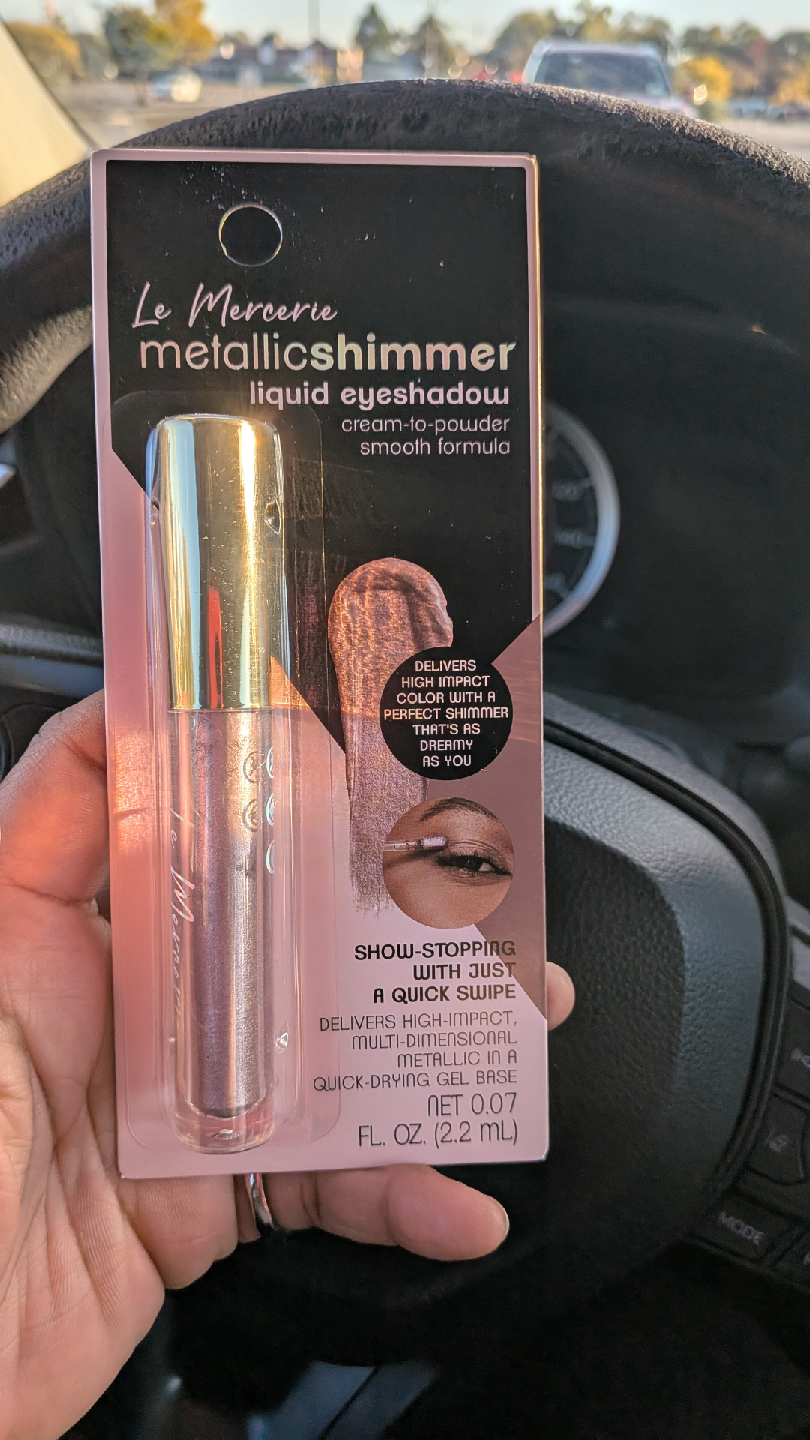 Le Mercerie
metallicshimmer
liquid eyeshadow
cream-to-powder
smooth formula
DELIVERS
HIGH IMPACT
COLOR WITH A
PERFECT SHIMMER
THAT'S AS
DREAMY
AS YOU
SHOW-STOPPING
WITH JUST
A QUICK SWIPE
DELIVERS HIGH-IMPACT,
MULTI-DIMENSIONAL
METALLIC IN A
QUICK-DRYING GEL BASE
NET 0.07
FL. OZ. (2.2 mL)
MODE